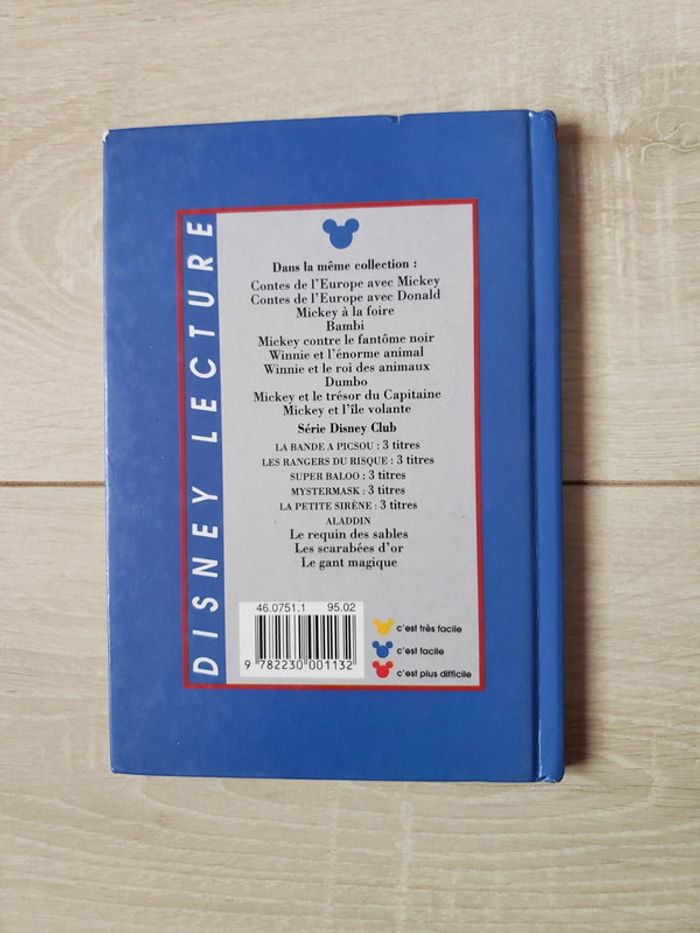 DISNEY LECTURE
Dans la même collection :
Contes de l'Europe avec Mickey
Contes de l'Europe avec Donald
Mickey à la foire
Bambi
Mickey contre le fantôme noir
Winnie et l'énorme animal
Winnie et le roi des animaux
Dumbo
Mickey et le trésor du Capitaine
Mickey et l'île volante
Série Disney Club
LA BANDE A PICSOU : 3 titres
LES RANGERS DU RISQUE : 3 titres
SUPER BALOO : 3 titres
MYSTERMASK : 3 titres
LA PETITE SIRÈNE : 3 titres
ALADDIN
Le requin des sables
Les scarabées d'or
Le gant magique
46.0751.1 95.02
9 782230 001132
c'est très facile
c'est facile
c'est plus difficile